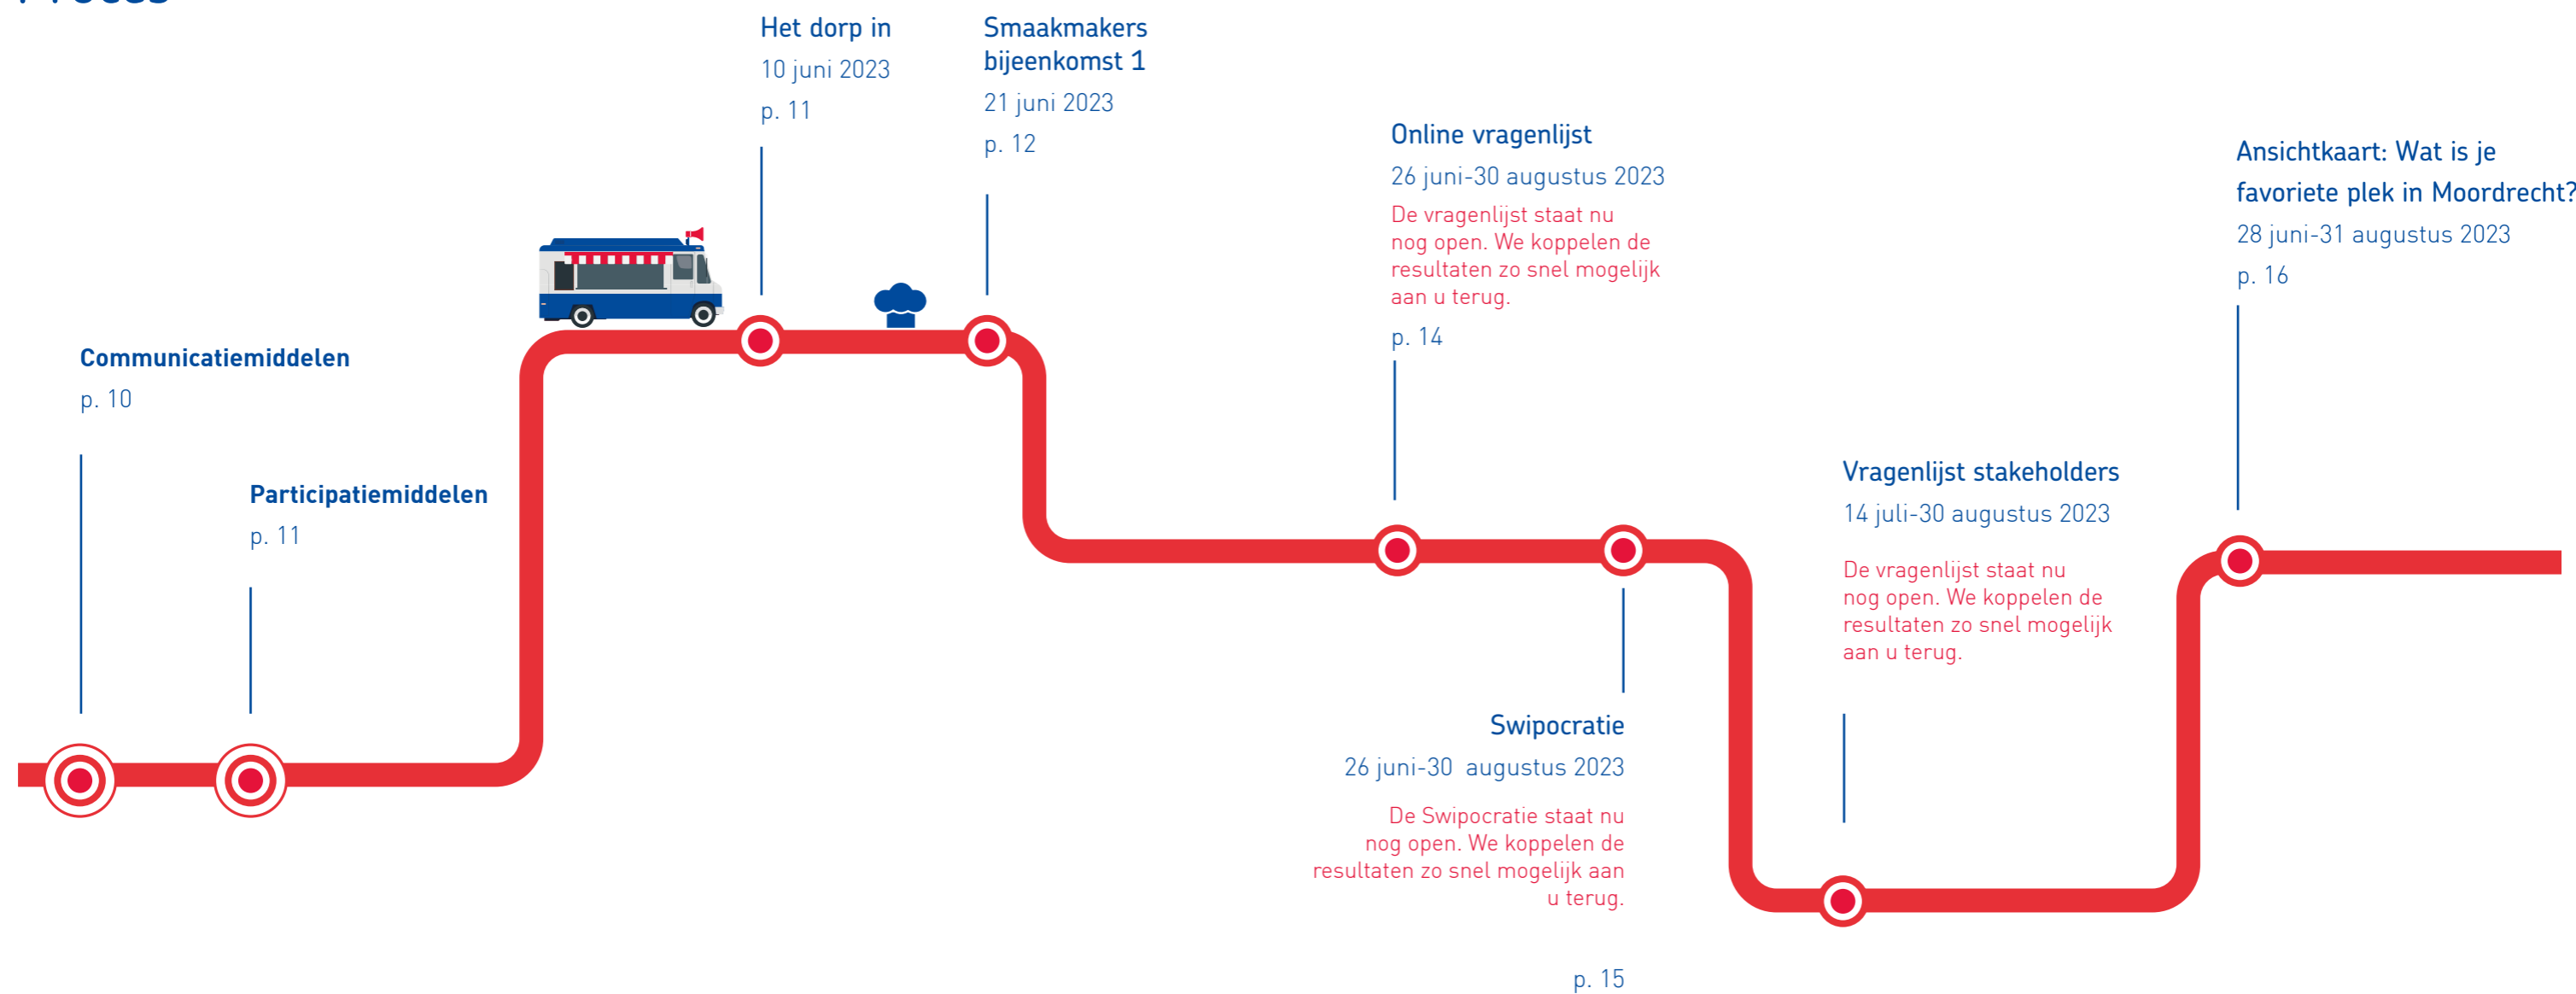 Proces
Het dorp in
10 juni 2023
p. 11
Smaakmakers
bijeenkomst 1
21 juni 2023
p. 12
Online vragenlijst
26 juni-30 augustus 2023
De vragenlijst staat nu
nog open. We koppelen de
resultaten zo snel mogelijk
aan u terug.
p. 14
Ansichtkaart: Wat is je
favoriete plek in Moordrecht?
28 juni-31 augustus 2023
p. 16
Communicatiemiddelen
p. 10
Participatiemiddelen
p. 11
Vragenlijst stakeholders
14 juli-30 augustus 2023
De vragenlijst staat nu
nog open. We koppelen de
resultaten zo snel mogelijk
aan u terug.
Swipocratie
26 juni-30 augustus 2023
De Swipocratie staat nu
nog open. We koppelen de
resultaten zo snel mogelijk aan
u terug.
p. 15